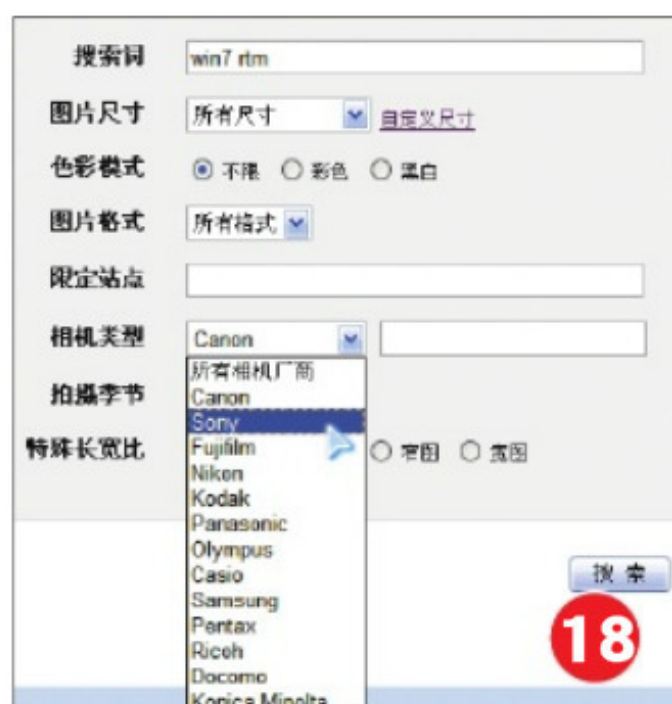 搜索词 win7 rtm
图片尺寸 所有尺寸 自定义尺寸
色彩模式 不限 彩色 黑白
图片格式 所有格式
限定站点
相机类型 Canon
所有相机厂商
拍摄季节
Canon
Sony
特殊长宽比
Fujifilm
窄图 宽图
Nikon
Kodak
Panasonic
Olympus
Casio
搜 索
Samsung
Pentax
18
Ricoh
Docomo
Konica Minolta